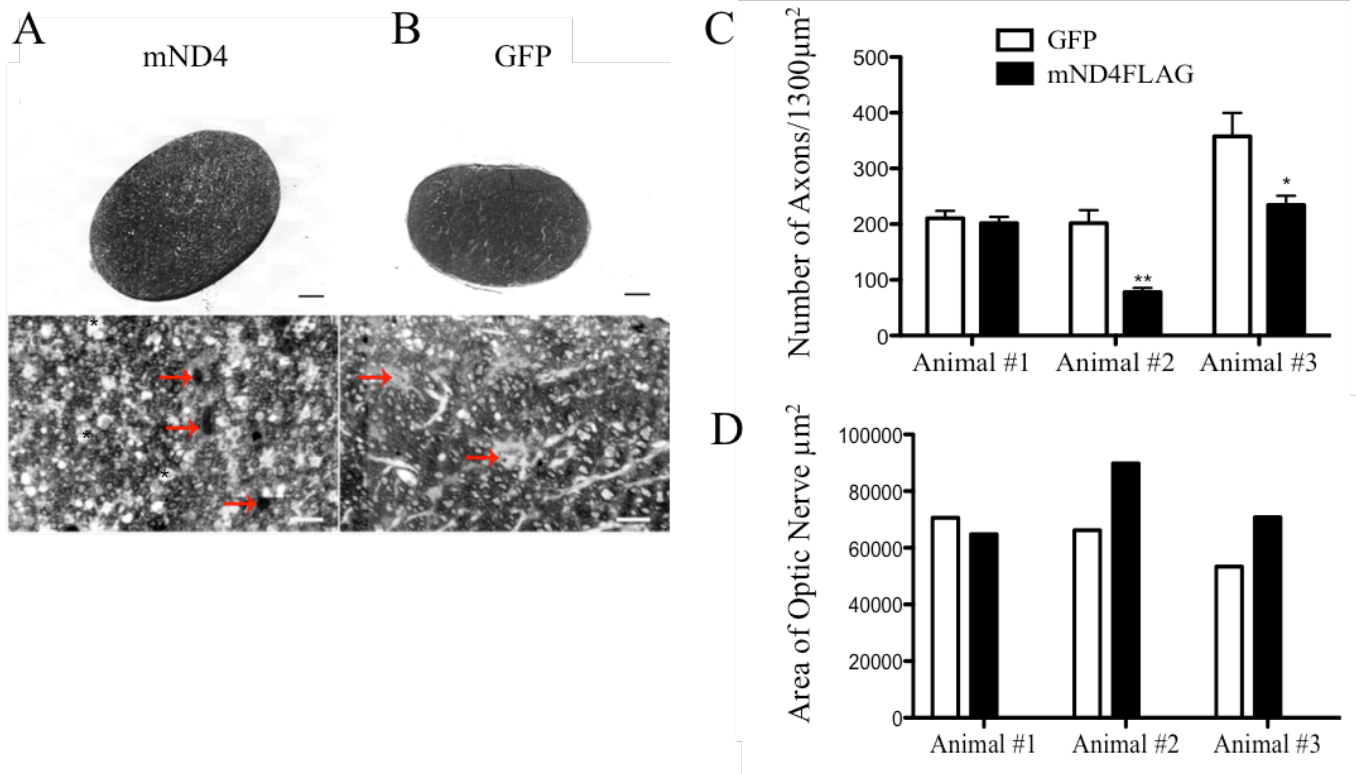 A
mND4
B
GFP
*
*
*
C
GFP
mND4FLAG
Number of Axons/1300µm²
500
400
300
200
100
0
**
*
Animal #1
Animal #2
Animal #3
D
Area of Optic Nerve µm²
100000
80000
60000
40000
20000
0
Animal #1
Animal #2
Animal #3